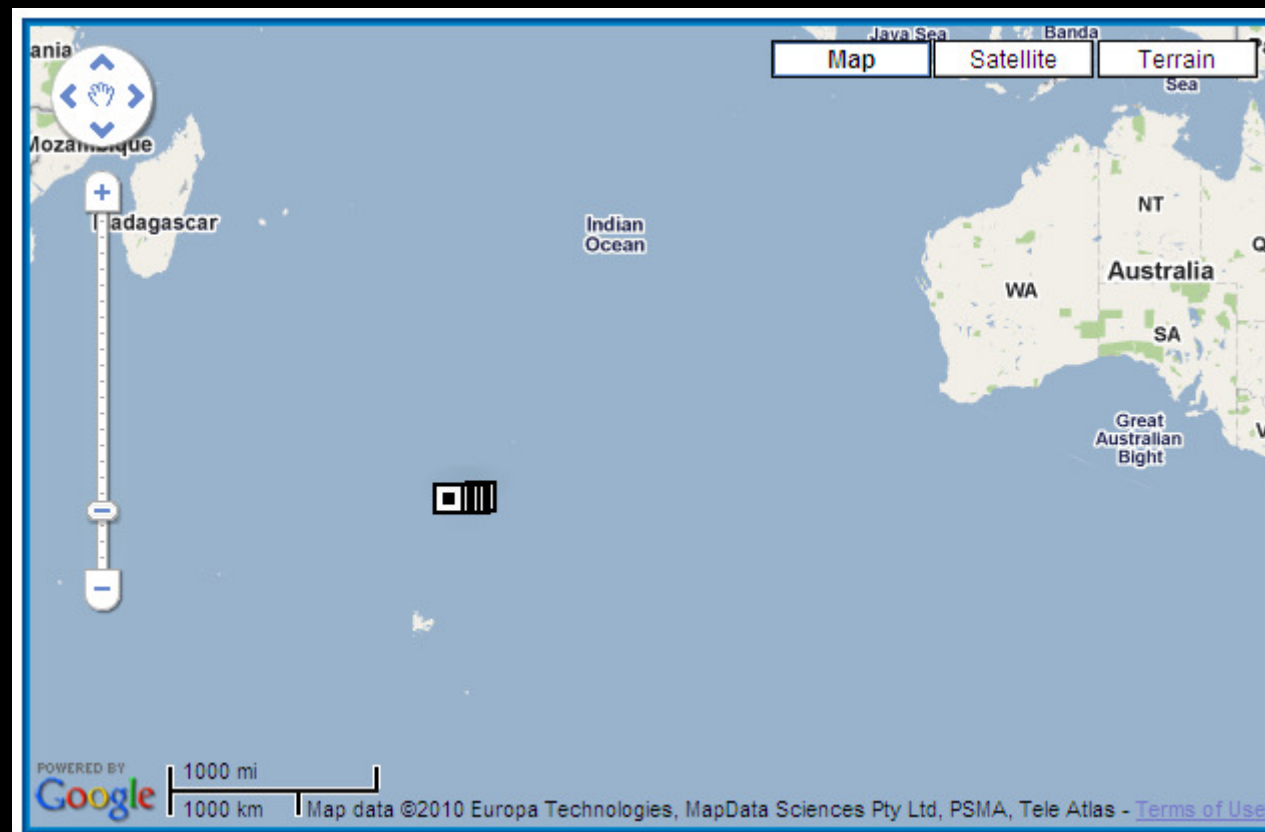 Java Sea
Banda
Sea
Map
Satellite
Terrain
ania
Mozambique
Madagascar
Indian
Ocean
NT
Australia
WA
SA
Great
Australian
Bight
POWERED BY
Google
1000 mi
1000 km
Map data ©2010 Europa Technologies, MapData Sciences Pty Ltd, PSMA, Tele Atlas - Terms of Use